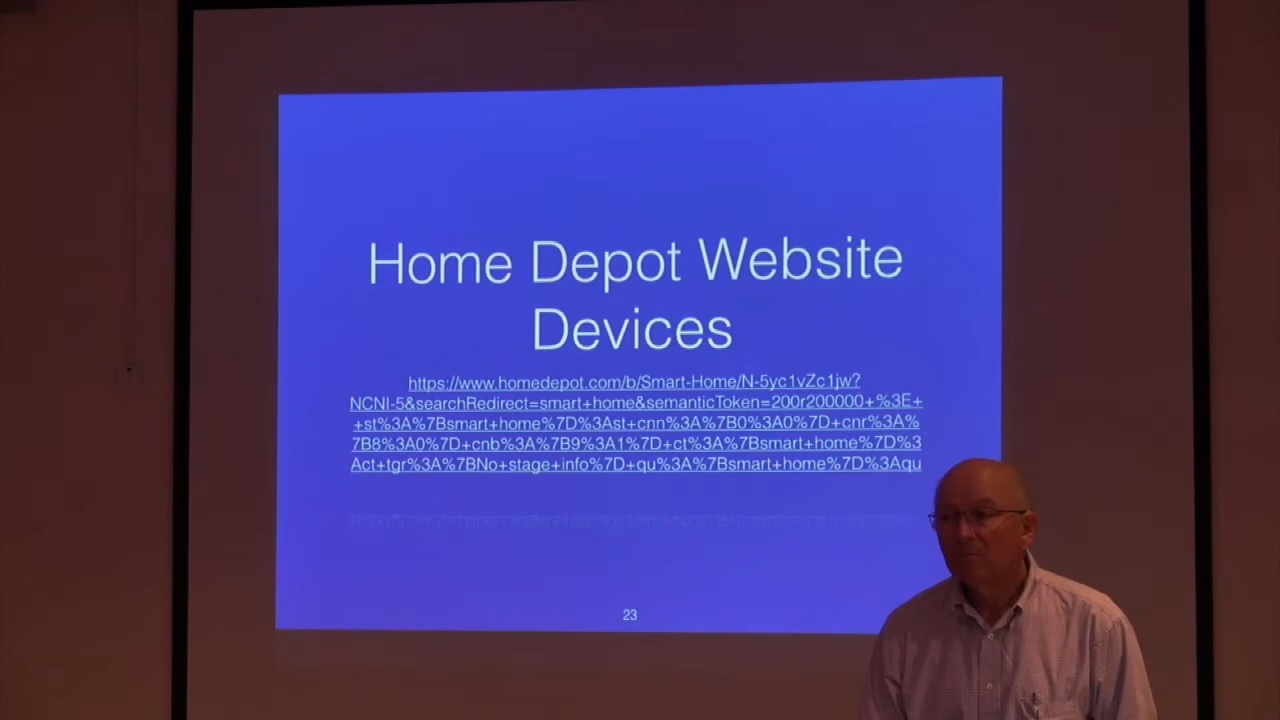 Home Depot Website
Devices
https://www.homedepot.com/b/Smart-Home/N-5yc1vZc1jw?
NCNI-5&searchRedirect=smart+home&semanticToken=200r200000+%3E+
+st%3A%7Bsmart+home%7D%3Ast+cnn%3A%7B0%3A0%7D+cnr%3A%
7B8%3A0%7D+cnb%3A%7B9%3A1%7D+ct%3A%7Bsmart+home%7D%3
Act+tgr%3A%7BNo+stage+info%7D+qu%3A%7Bsmart+home%7D%3Aqu
23